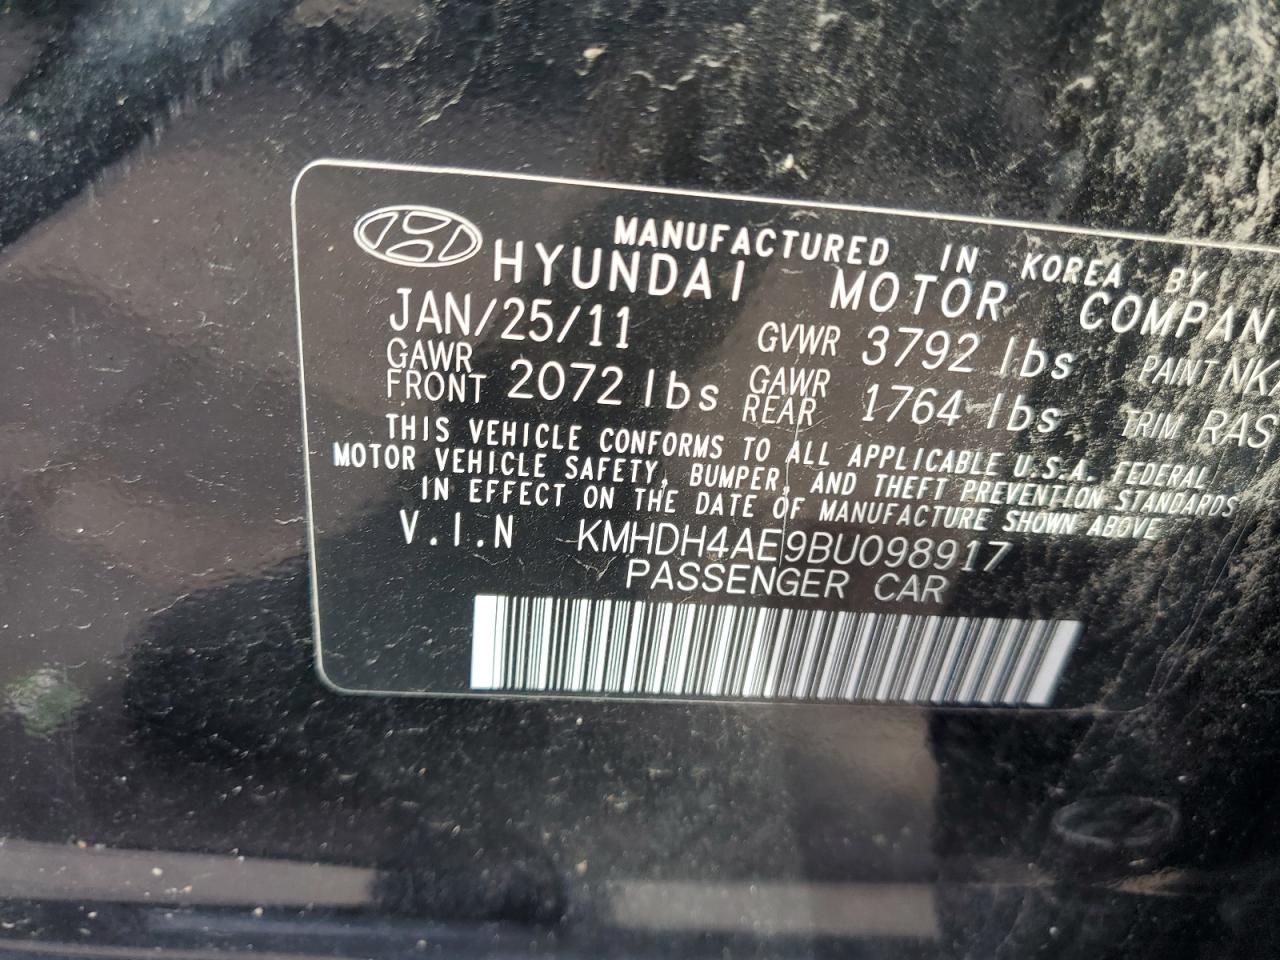 MANUFACTURED IN KOREA BY
HYUNDAI MOTOR COMPAN
JAN/25/11 GVWR 3792 lbs PAINT NKA
GAWR FRONT 2072 lbs GAWR REAR 1764 lbs TRIM RAS
THIS VEHICLE CONFORMS TO ALL APPLICABLE U.S.A. FEDERAL
MOTOR VEHICLE SAFETY, BUMPER, AND THEFT PREVENTION STANDARDS
IN EFFECT ON THE DATE OF MANUFACTURE SHOWN ABOVE
V.I.N KMHDH4AE9BU098917
PASSENGER CAR